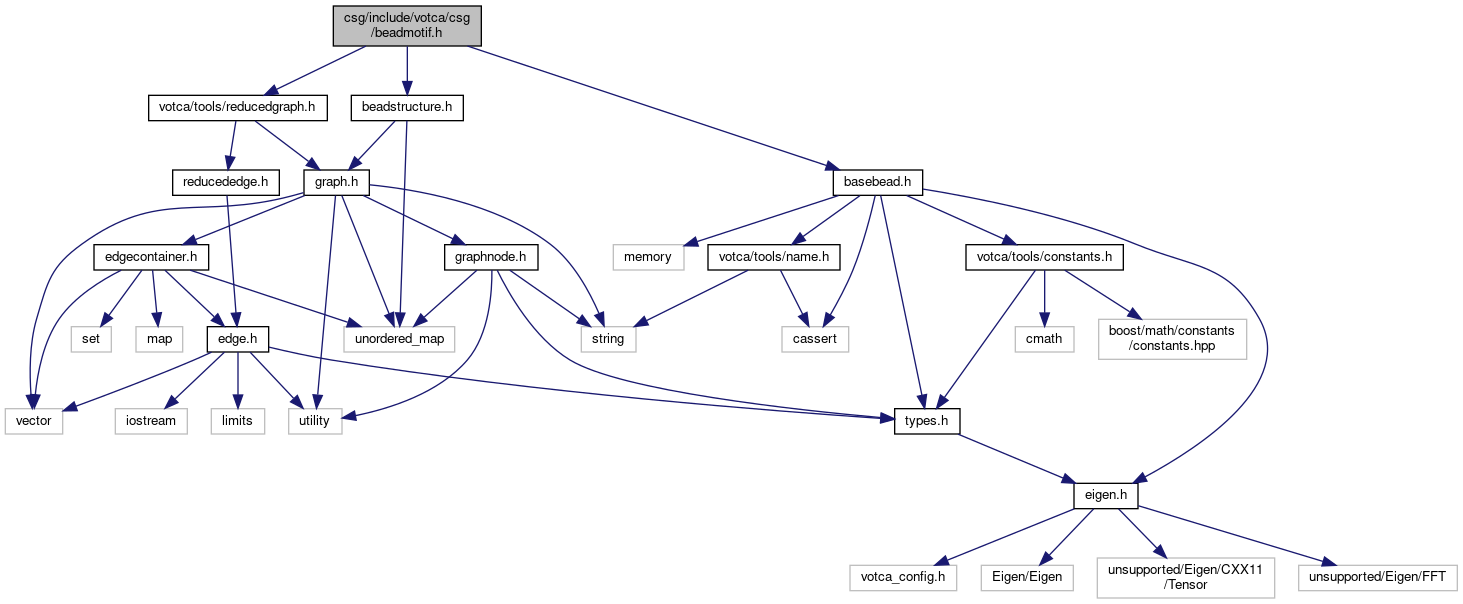 csg/include/votca/csg
/beadmotif.h
votca/tools/reducedgraph.h
beadstructure.h
reducededge.h
graph.h
basebead.h
edgecontainer.h
graphnode.h
memory
votca/tools/name.h
votca/tools/constants.h
set
map
edge.h
unordered_map
string
cassert
cmath
boost/math/constants
/constants.hpp
vector
iostream
limits
utility
types.h
eigen.h
votca_config.h
Eigen/Eigen
unsupported/Eigen/CXX11
/Tensor
unsupported/Eigen/FFT